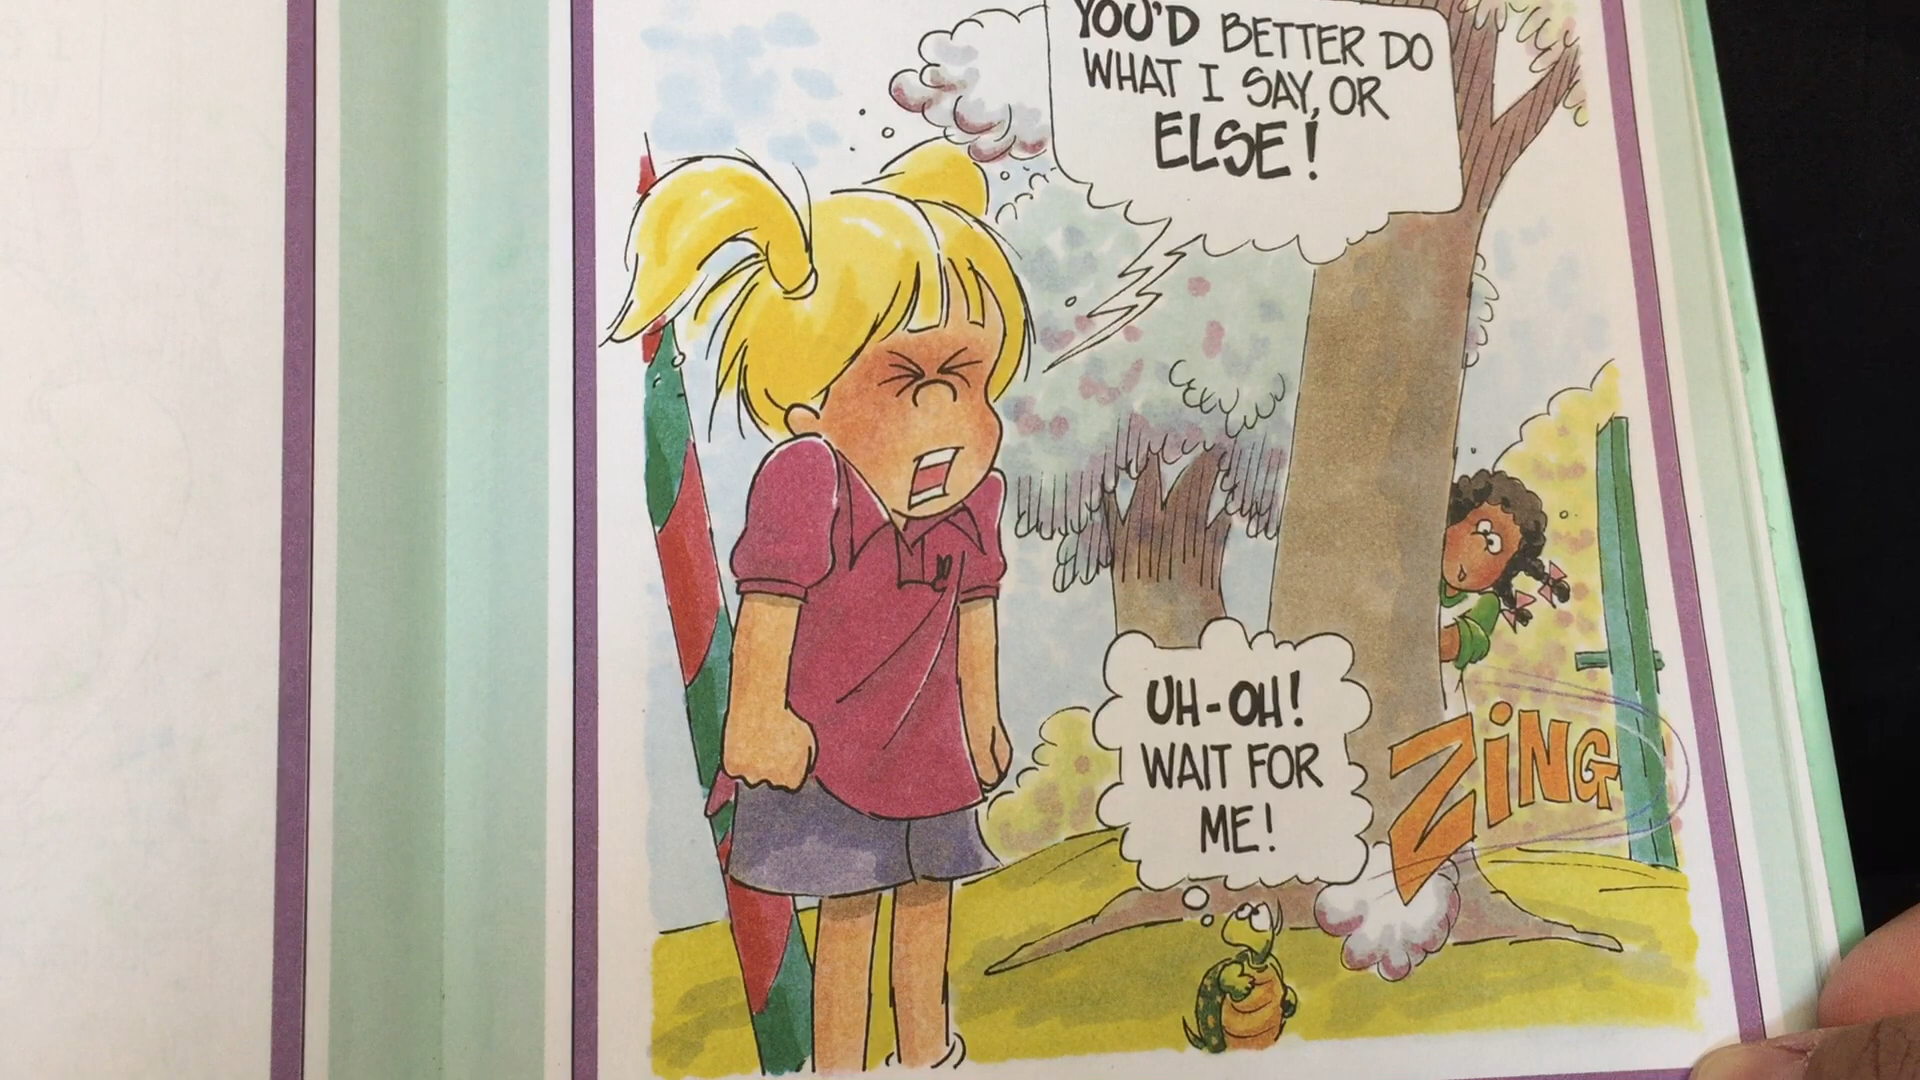 YOU'D BETTER DO
WHAT I SAY, OR
ELSE!
UH-OH!
WAIT FOR
ME!
ZING